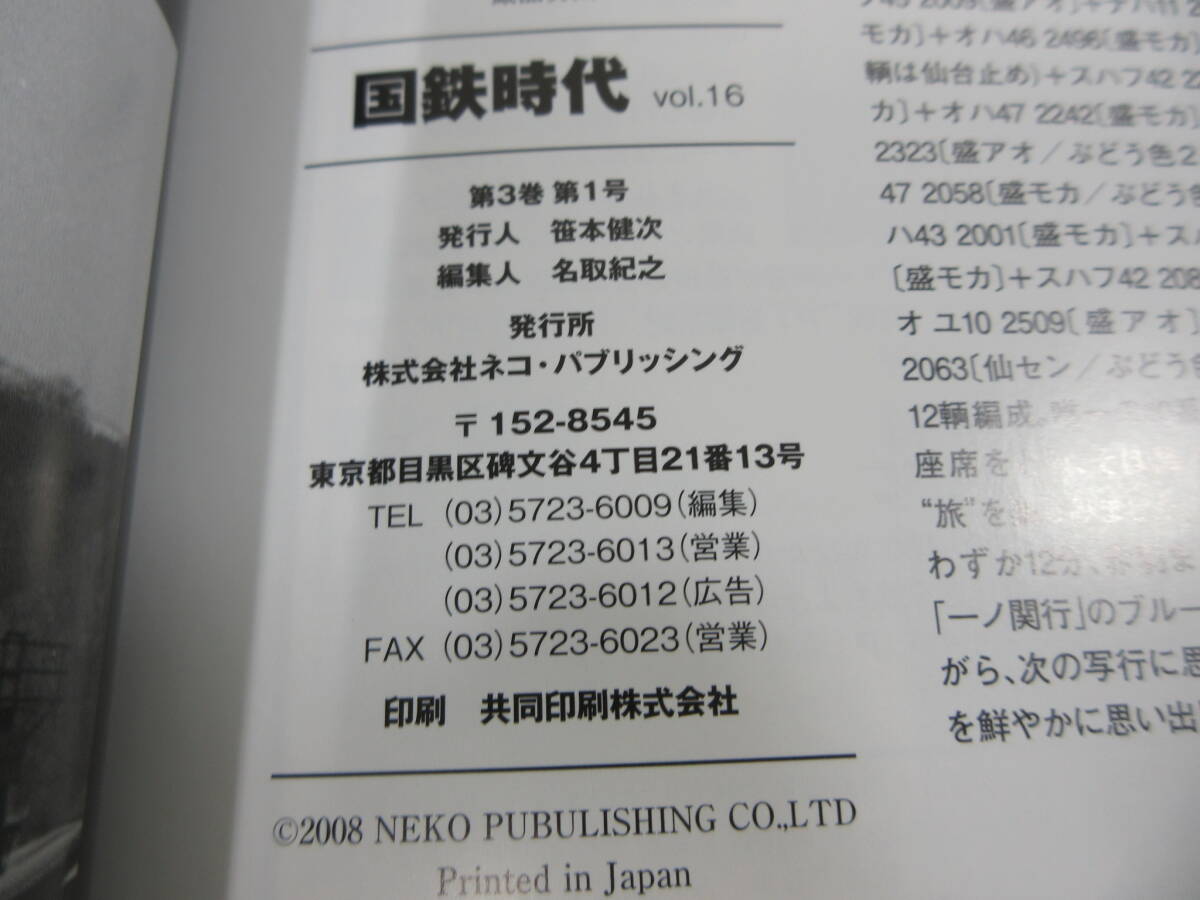 国鉄時代 vol.16
第3巻 第1号
発行人 笹本健次
編集人 名取紀之
発行所
株式会社ネコ・パブリッシング
〒152-8545
東京都目黒区碑文谷4丁目21番13号
TEL (03)5723-6009(編集)
(03)5723-6013(営業)
(03)5723-6012(広告)
FAX (03)5723-6023(営業)
印刷 共同印刷株式会社
©2008 NEKO PUBULISHING CO.,LTD
Printed in Japan
モカ〕+オハ46 2496〔盛モカ〕
輌は仙台止め)+スハフ42 22
カ〕+オハ47 2242〔盛モカ〕
2323〔盛アオ/ぶどう色2
47 2058〔盛モカ/ぶどう色
ハ43 2001〔盛モカ〕+ス
〔盛モカ〕+スハフ42 208
オユ10 2509〔盛アオ〕
2063〔仙セン/ぶどう色
12輌編成。
座席を
“旅”を
わずか12分、
「一ノ関行」のブルー
がら、次の写行に思
を鮮やかに思い出